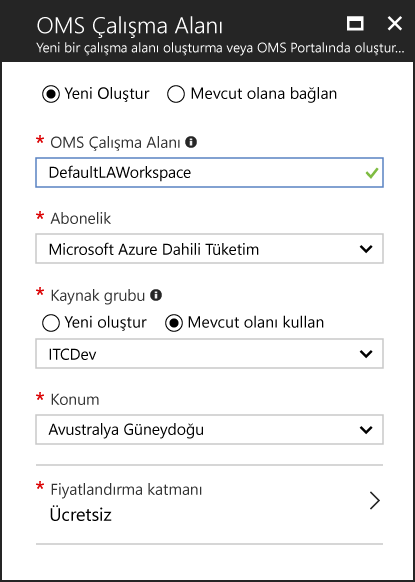 OMS Çalışma Alanı
Yeni bir çalışma alanı oluşturma veya OMS Portalında oluştur...
Yeni Oluştur Mevcut olana bağlan
* OMS Çalışma Alanı
DefaultLAWorkspace
* Abonelik
Microsoft Azure Dahili Tüketim
* Kaynak grubu
Yeni oluştur Mevcut olanı kullan
ITCDev
* Konum
Avustralya Güneydoğu
* Fiyatlandırma katmanı
Ücretsiz